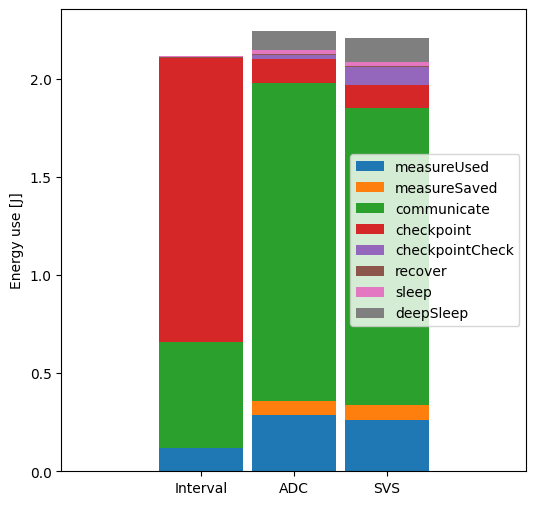 Energy use [J]
2.0
1.5
1.0
0.5
0.0
measureUsed
measureSaved
communicate
checkpoint
checkpointCheck
recover
sleep
deepSleep
Interval ADC SVS